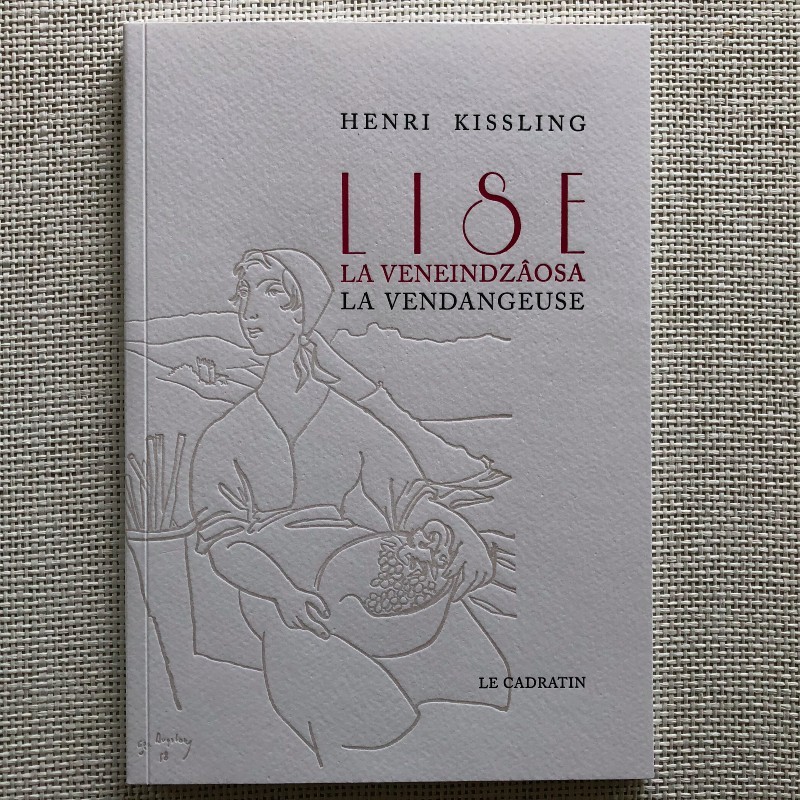 HENRI KISSLING
LISE
LA VENEINDZÂOSA
LA VENDANGEUSE
LE CADRATIN